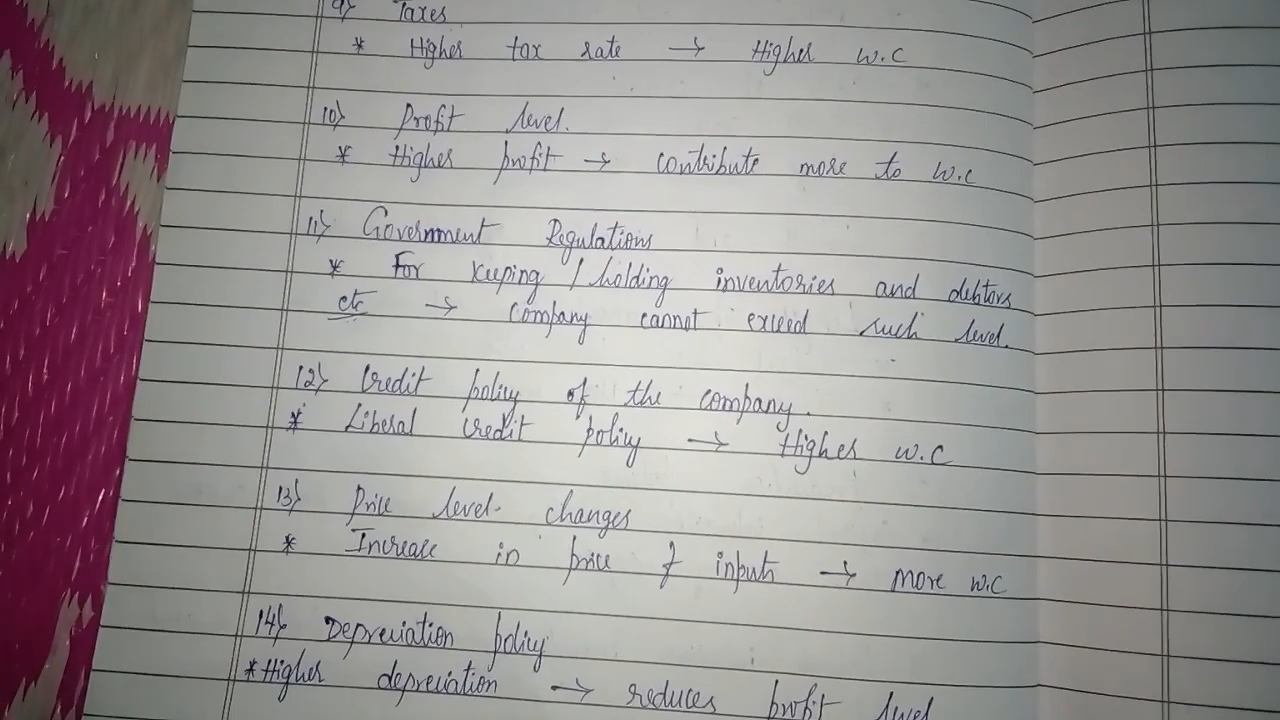 9) Taxes
* Higher tax rate → Higher W.C
10) Profit level.
* Higher profit → contribute more to W.C
11) Government Regulations
* For keeping / holding inventories and debtors
etc → Company cannot exceed such level.
12) Credit policy of the company.
* Liberal credit policy → Higher W.C
13) Price level changes
* Increase in price of inputs → more W.C
14) Depreciation policy
* Higher depreciation → reduces profit level